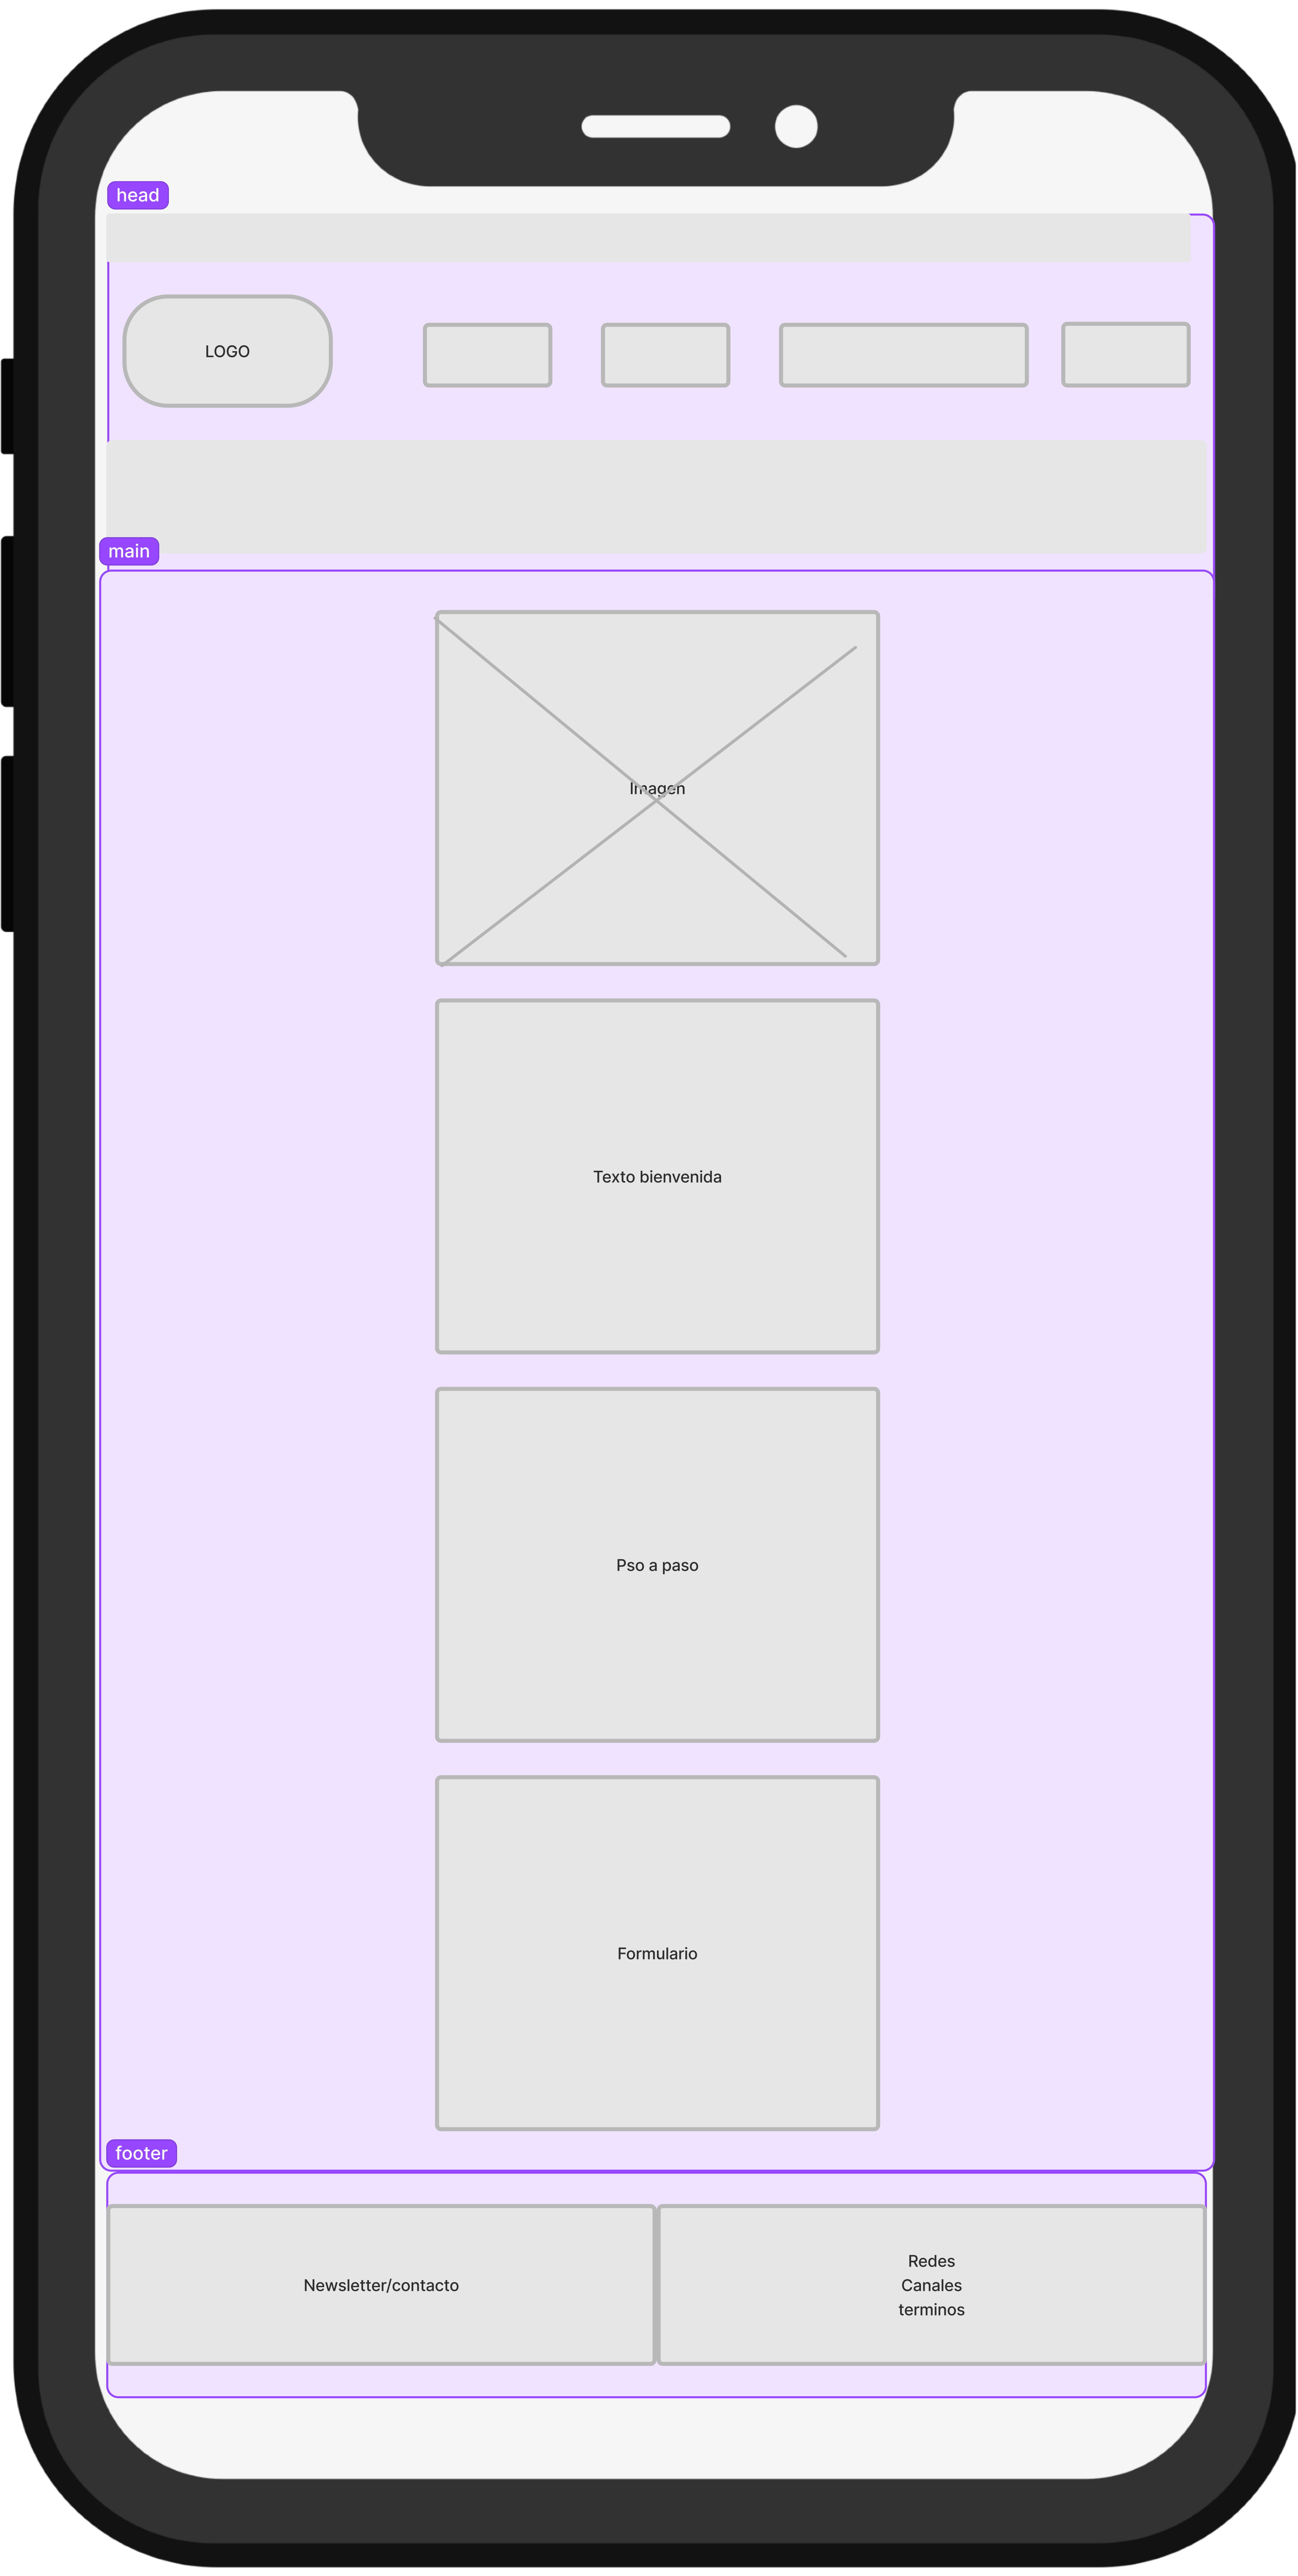 head
LOGO
main
Imagen
Texto bienvenida
Pso a paso
Formulario
footer
Newsletter/contacto
Redes
Canales
terminos